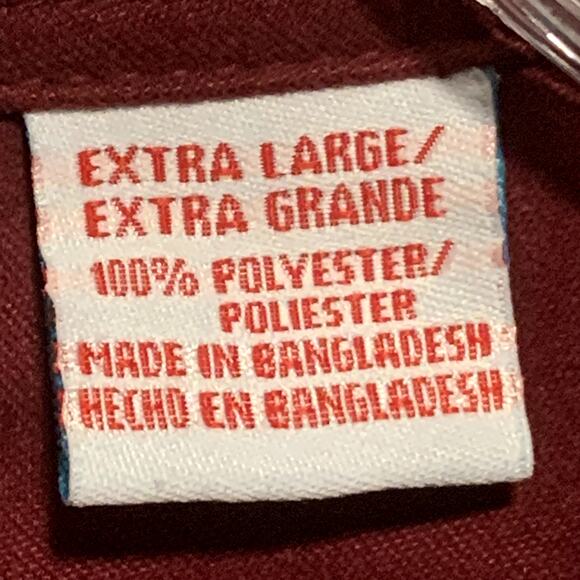 EXTRA LARGE/
EXTRA GRANDE
100% POLYESTER/
POLIESTER
MADE IN BANGLADESH
HECHO EN BANGLADESH